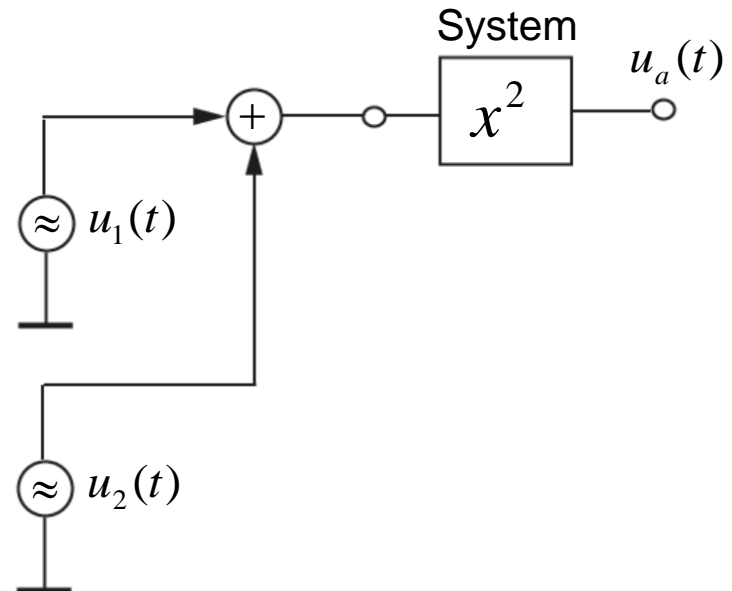 System
u_a(t)
+
x^2
≈ u_1(t)
≈ u_2(t)